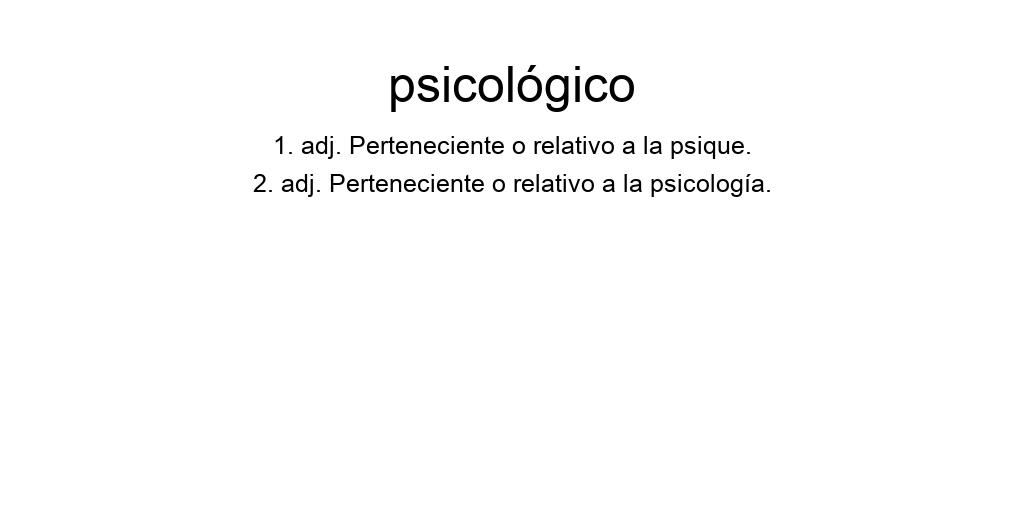 psicológico
1. adj. Perteneciente o relativo a la psique.
2. adj. Perteneciente o relativo a la psicología.